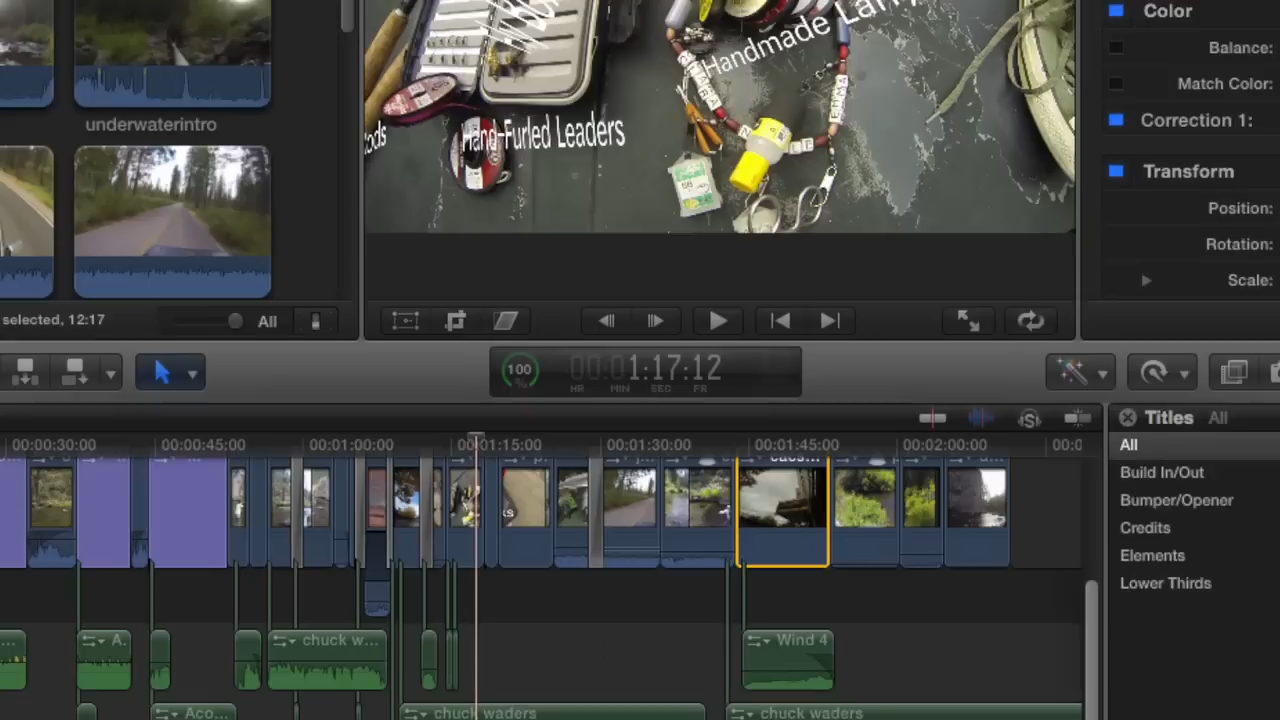 Color
Balance:
Handmade
Match Color:
underwaterintro
Hand-Furled Leaders
Correction 1:
Transform
Position:
Rotation:
Scale:
selected, 12:17
All
100
%
00:01:17:12
HR MIN SEC FR
Titles All
00:00:30:00 00:00:45:00 00:01:00:00 00:01:15:00 00:01:30:00 00:01:45:00 00:02:00:00 00:0
All
Build In/Out
Bumper/Opener
Credits
Elements
Lower Thirds
A. chuck w... Wind 4
Aco... chuck waders chuck waders